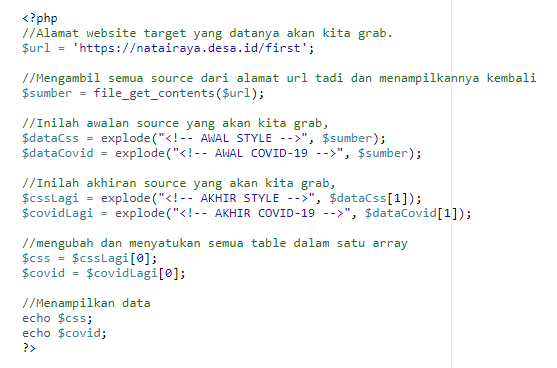 <?php
//Alamat website target yang datanya akan kita grab.
$url = 'https://natairaya.desa.id/first';
//Mengambil semua source dari alamat url tadi dan menampilkannya kembali
$sumber = file_get_contents($url);
//Inilah awalan source yang akan kita grab,
$dataCss = explode("<!-- AWAL STYLE -->", $sumber);
$dataCovid = explode("<!-- AWAL COVID-19 -->", $sumber);
//Inilah akhiran source yang akan kita grab,
$cssLagi = explode("<!-- AKHIR STYLE -->", $dataCss[1]);
$covidLagi = explode("<!-- AKHIR COVID-19 -->", $dataCovid[1]);
//mengubah dan menyatukan semua table dalam satu array
$css = $cssLagi[0];
$covid = $covidLagi[0];
//Menampilkan data
echo $css;
echo $covid;
?>